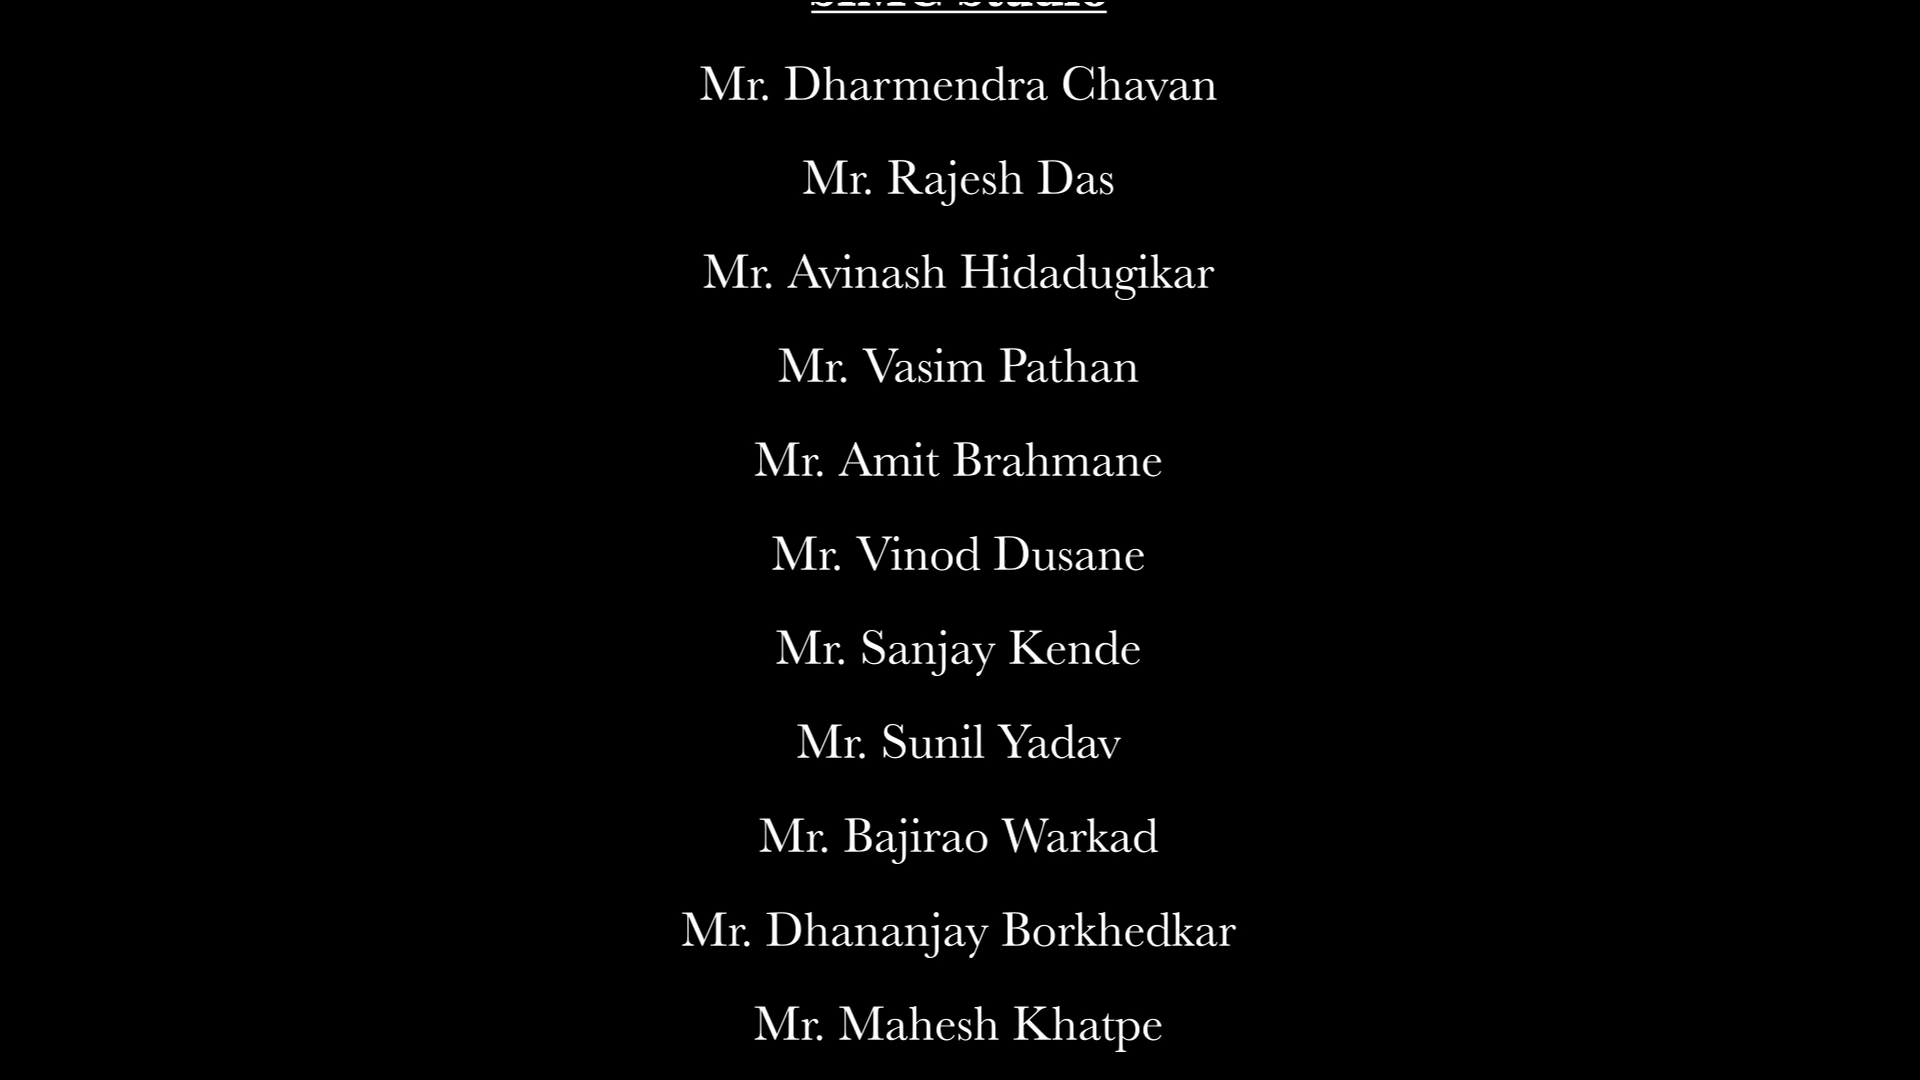 Studio
Mr. Dharmendra Chavan
Mr. Rajesh Das
Mr. Avinash Hidadugikar
Mr. Vasim Pathan
Mr. Amit Brahmane
Mr. Vinod Dusane
Mr. Sanjay Kende
Mr. Sunil Yadav
Mr. Bajirao Warkad
Mr. Dhananjay Borkhedkar
Mr. Mahesh Khatpe